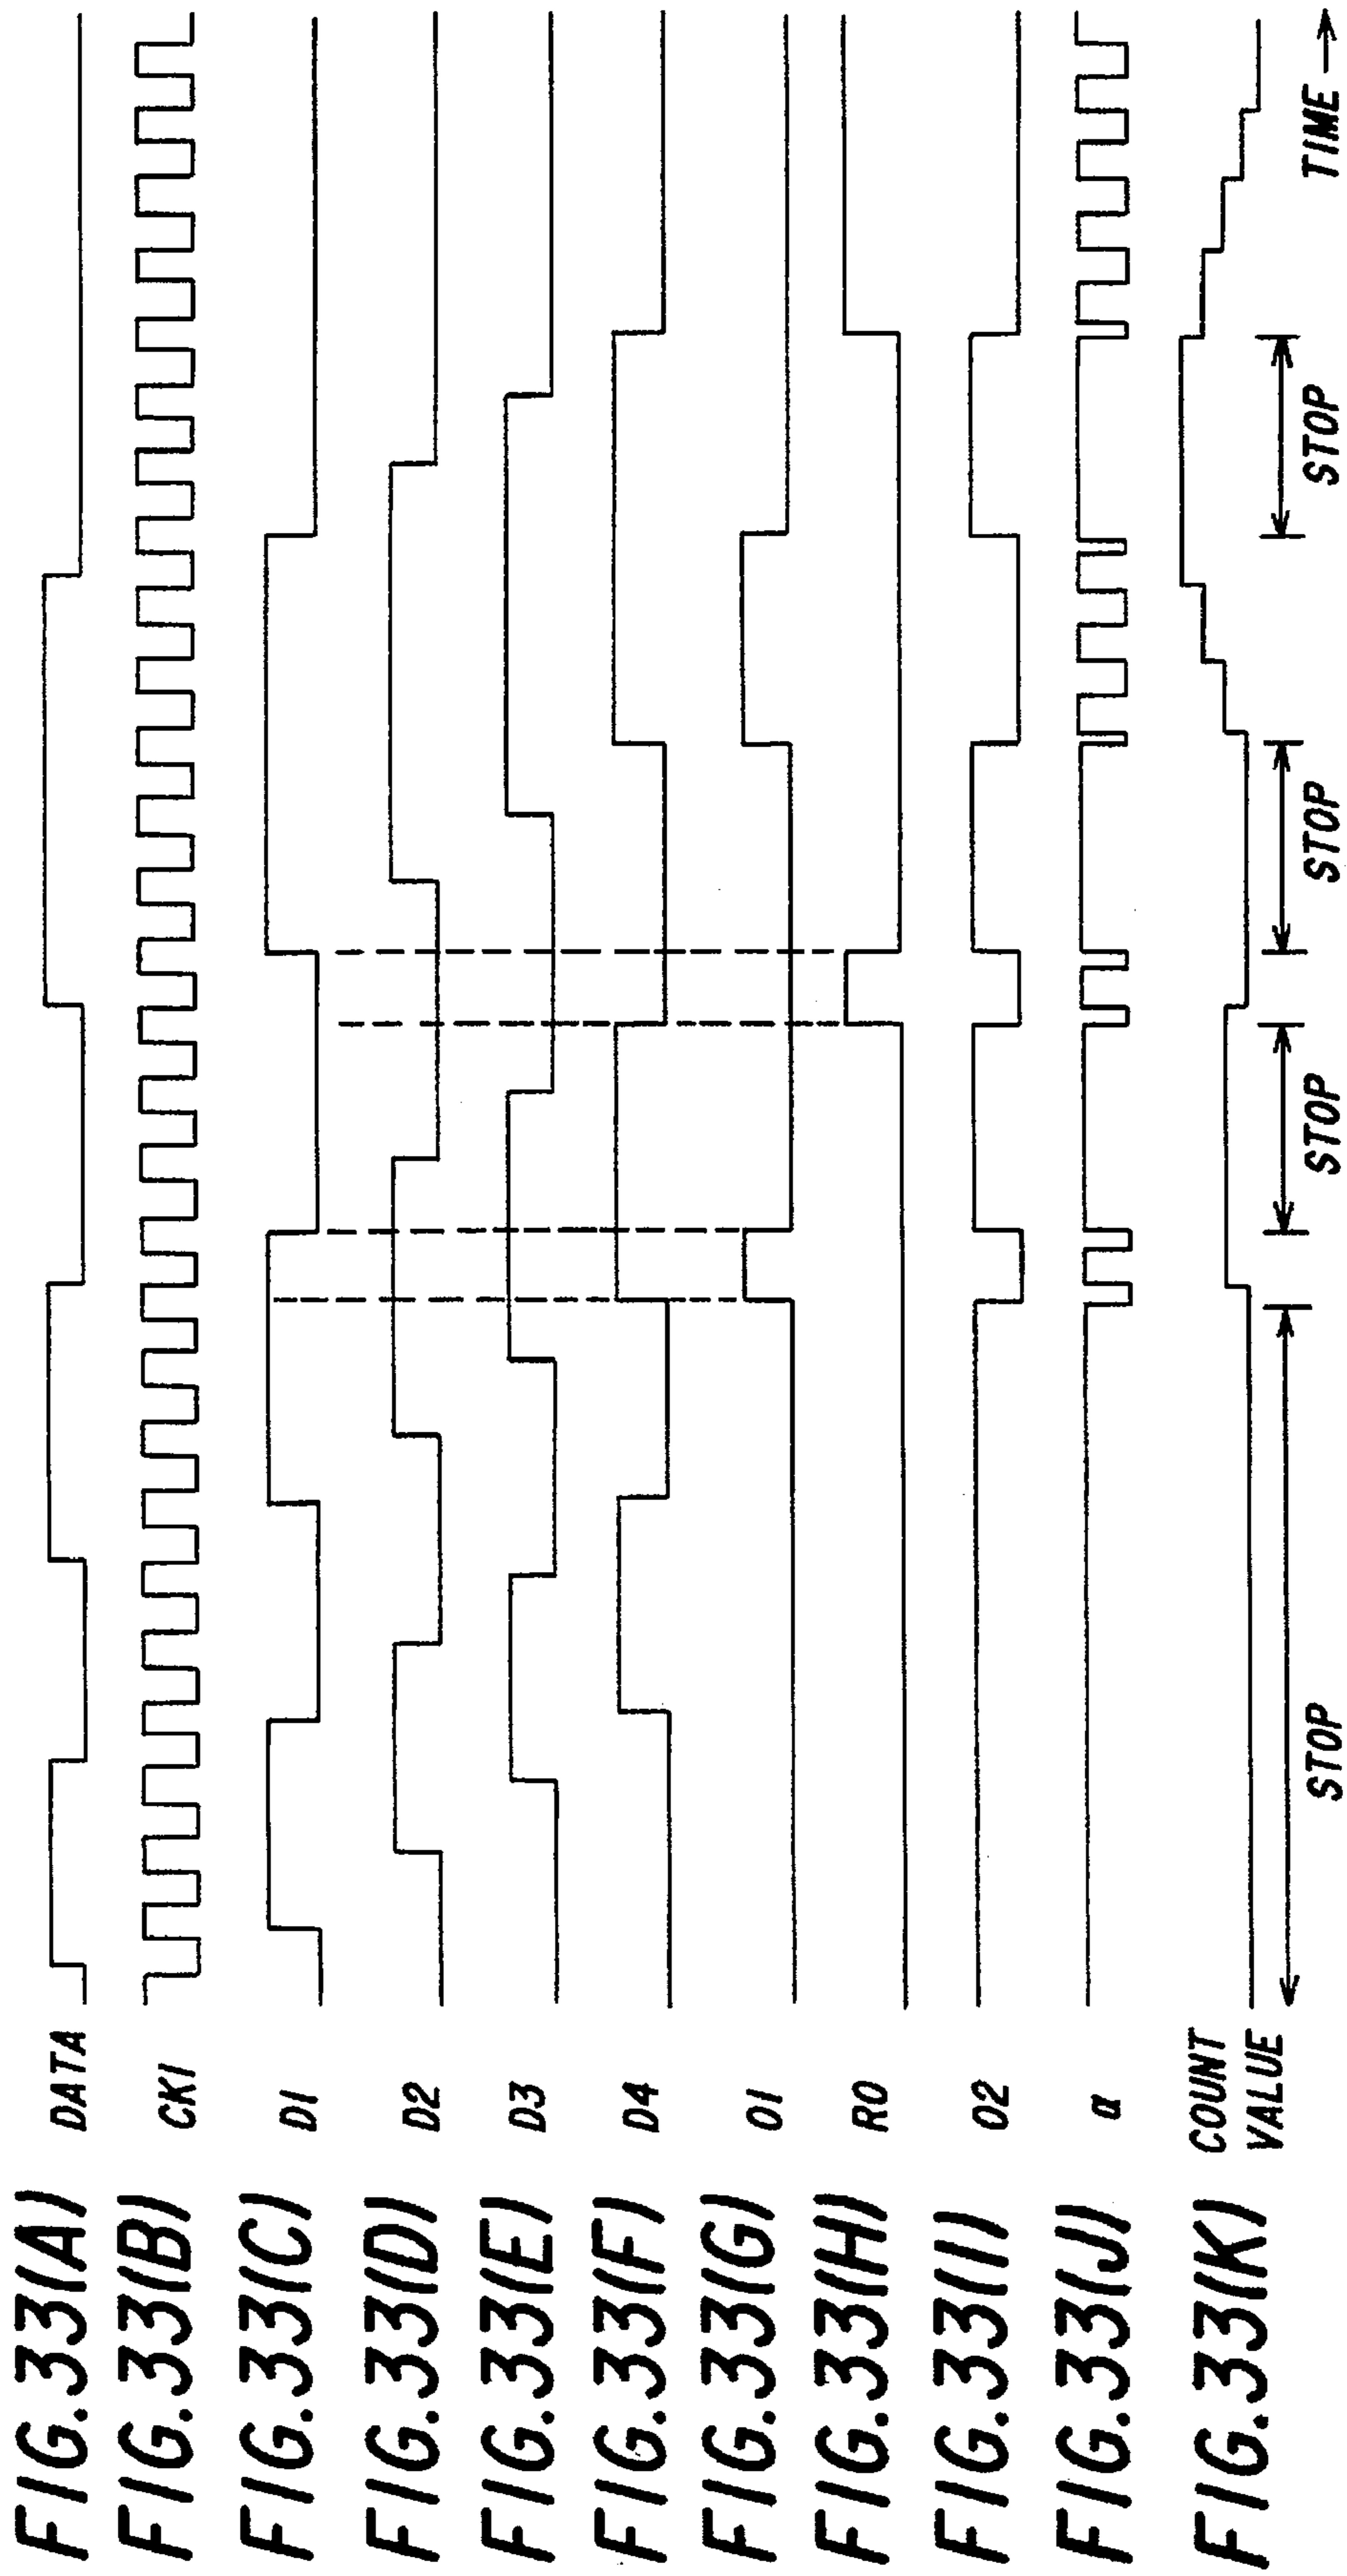 FIG.33(A) DATA
FIG.33(B) CK1
FIG.33(C) D1
FIG.33(D) D2
FIG.33(E) D3
FIG.33(F) D4
FIG.33(G) O1
FIG.33(H) RO
FIG.33(I) O2
FIG.33(J) α
FIG.33(K) COUNT
VALUE
STOP STOP STOP STOP
TIME →